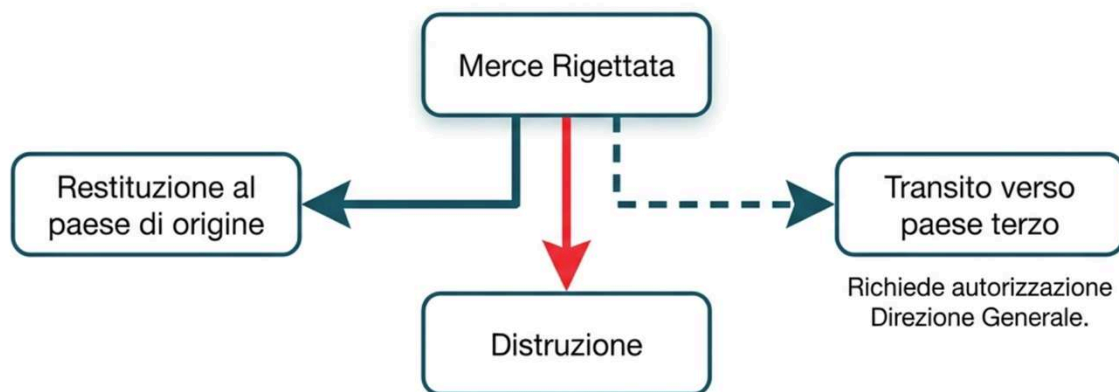 Merce Rigettata
Restituzione al
paese di origine
Transito verso
paese terzo
Richiede autorizzazione
Direzione Generale.
Distruzione